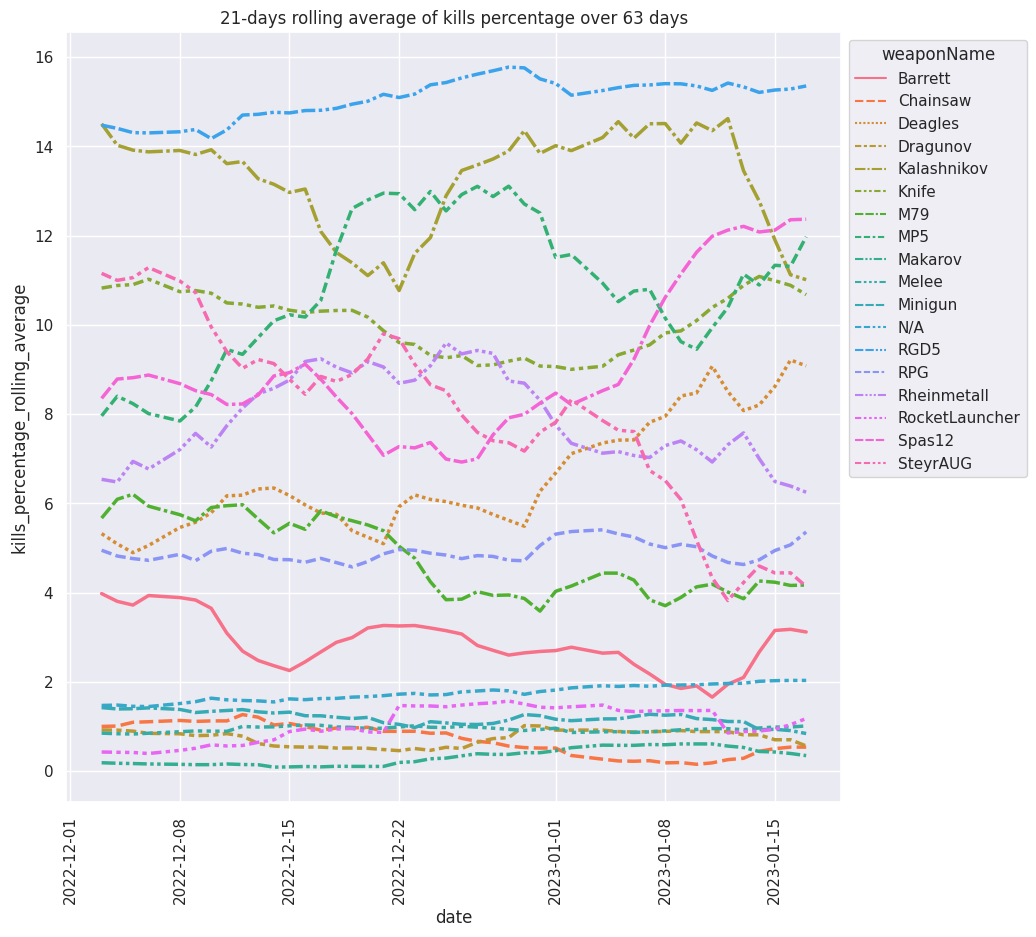 21-days rolling average of kills percentage over 63 days
kills_percentage_rolling_average
16
14
12
10
8
6
4
2
0
2022-12-01
2022-12-08
2022-12-15
2022-12-22
2023-01-01
2023-01-08
2023-01-15
date
weaponName
Barrett
Chainsaw
Deagles
Dragunov
Kalashnikov
Knife
M79
MP5
Makarov
Melee
Minigun
N/A
RGD5
RPG
Rheinmetall
RocketLauncher
Spas12
SteyrAUG